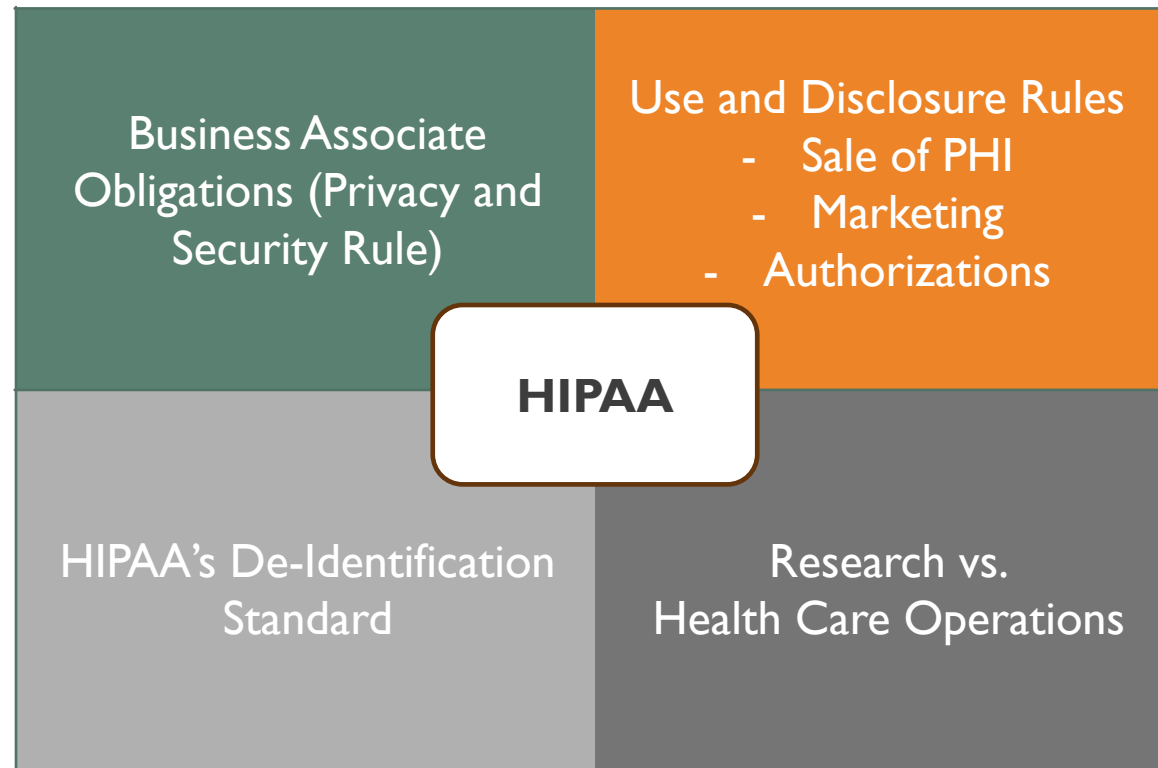 Business Associate
Obligations (Privacy and
Security Rule)
Use and Disclosure Rules
- Sale of PHI
- Marketing
- Authorizations
HIPAA
HIPAA’s De-Identification
Standard
Research vs.
Health Care Operations